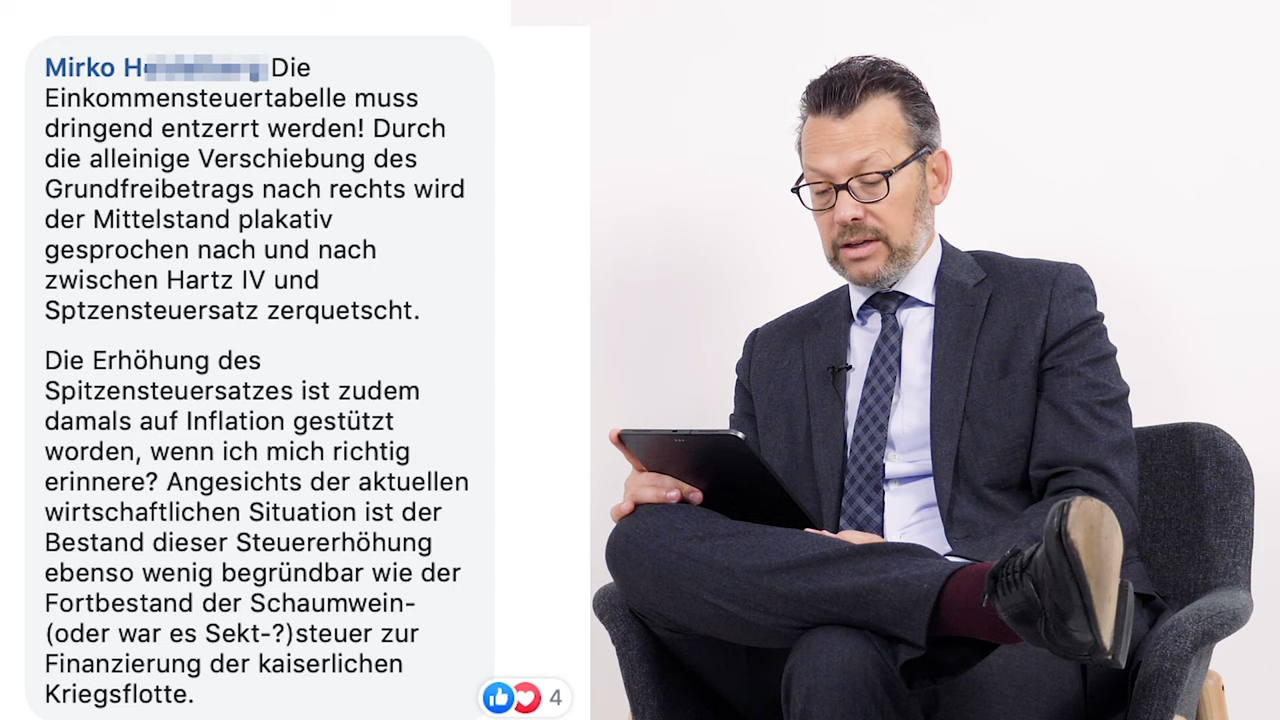 Mirko Die
Einkommensteuertabelle muss
dringend entzerrt werden! Durch
die alleinige Verschiebung des
Grundfreibetrags nach rechts wird
der Mittelstand plakativ
gesprochen nach und nach
zwischen Hartz IV und
Sptzensteuersatz zerquetscht.
Die Erhöhung des
Spitzensteuersatzes ist zudem
damals auf Inflation gestützt
worden, wenn ich mich richtig
erinnere? Angesichts der aktuellen
wirtschaftlichen Situation ist der
Bestand dieser Steuererhöhung
ebenso wenig begründbar wie der
Fortbestand der Schaumwein-
(oder war es Sekt-?)steuer zur
Finanzierung der kaiserlichen
Kriegsflotte.
4